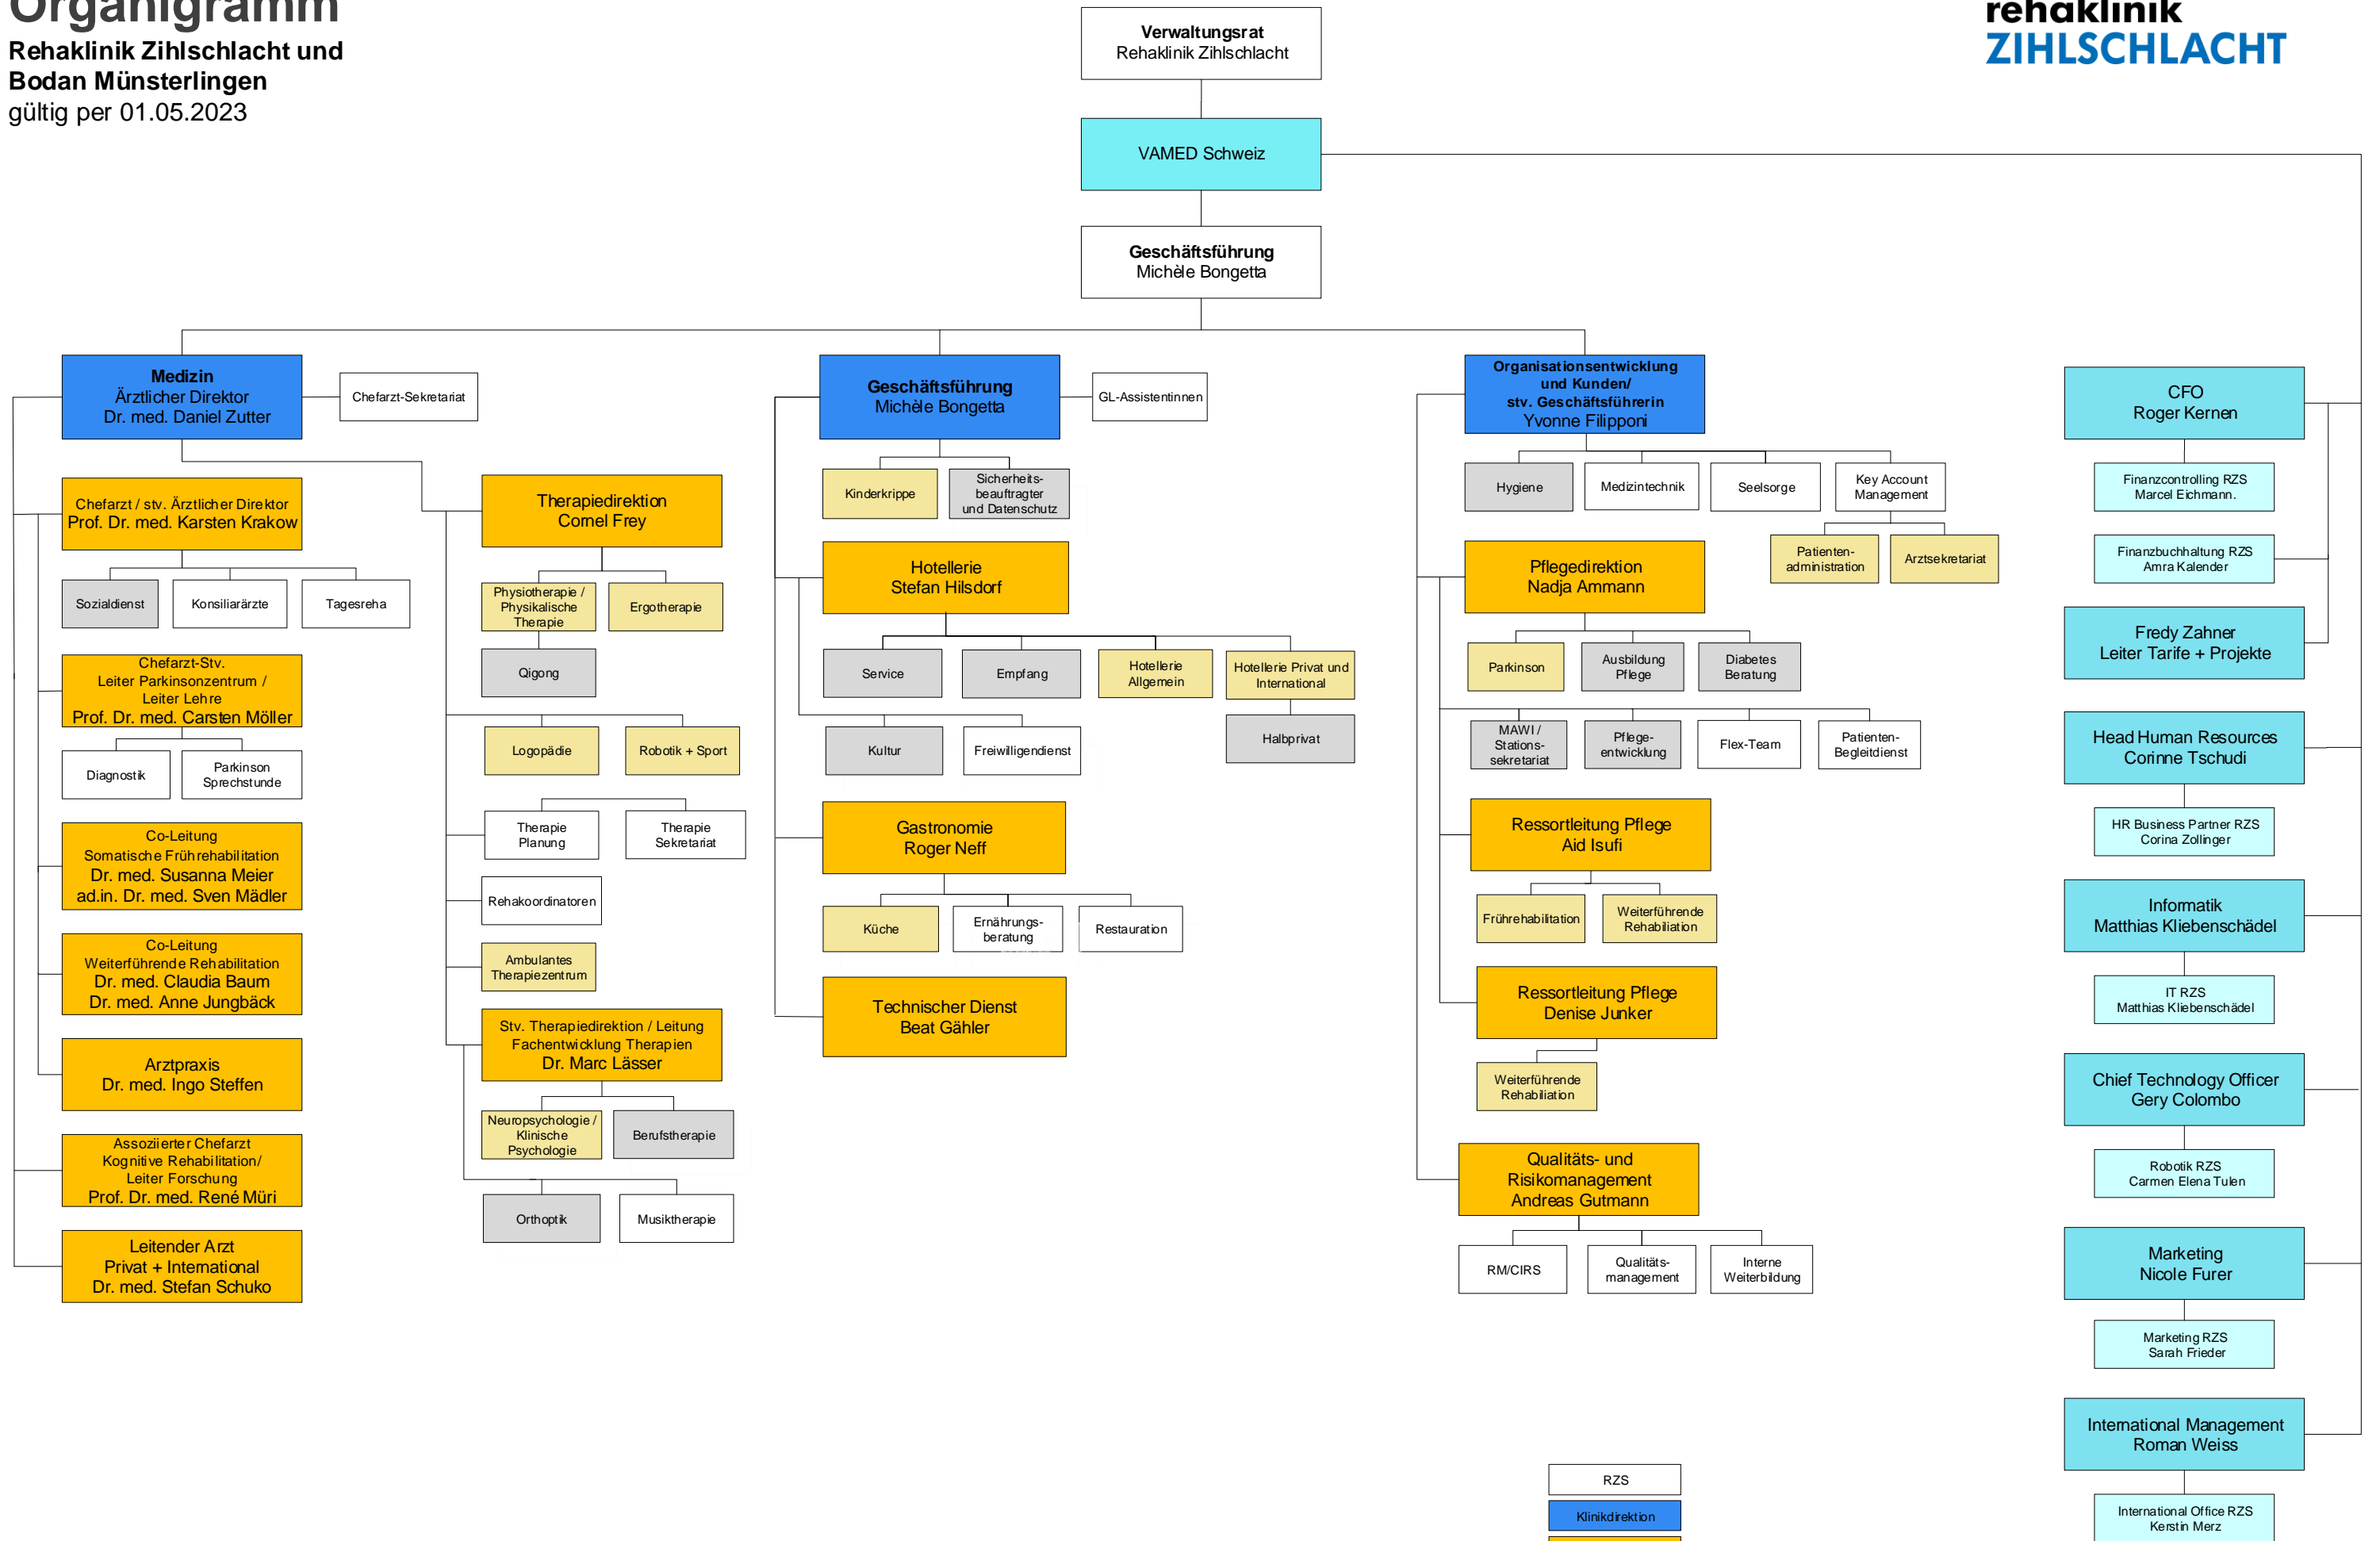 Organigramm
Rehaklinik Zihlschlacht und
Bodan Münsterlingen
gültig per 01.05.2023
rehaklinik
ZIHLSCHLACHT
Verwaltungsrat
Rehaklinik Zihlschlacht
VAMED Schweiz
Geschäftsführung
Michèle Bongetta
Medizin
Ärztlicher Direktor
Dr. med. Daniel Zutter
Chefarzt-Sekretariat
Chefarzt / stv. Ärztlicher Direktor
Prof. Dr. med. Karsten Krakow
Sozialdienst
Konsiliarärzte
Tagesreha
Chefarzt-Stv.
Leiter Parkinsonzentrum /
Leiter Lehre
Prof. Dr. med. Carsten Möller
Diagnostik
Parkinson
Sprechstunde
Co-Leitung
Somatische Frührehabilitation
Dr. med. Susanna Meier
ad.in. Dr. med. Sven Mädler
Co-Leitung
Weiterführende Rehabilitation
Dr. med. Claudia Baum
Dr. med. Anne Jungbäck
Arztpraxis
Dr. med. Ingo Steffen
Assoziierter Chefarzt
Kognitive Rehabilitation/
Leiter Forschung
Prof. Dr. med. René Müri
Leitender Arzt
Privat + International
Dr. med. Stefan Schuko
Therapiedirektion
Cornel Frey
Physiotherapie /
Physikalische
Therapie
Ergotherapie
Qigong
Logopädie
Robotik + Sport
Therapie
Planung
Therapie
Sekretariat
Rehakoordinatoren
Ambulantes
Therapiezentrum
Stv. Therapiedirektion / Leitung
Fachentwicklung Therapien
Dr. Marc Lässer
Neuropsychologie /
Klinische
Psychologie
Berufstherapie
Orthoptik
Musiktherapie
Geschäftsführung
Michèle Bongetta
GL-Assistentinnen
Kinderkrippe
Sicherheits-
beauftragter
und Datenschutz
Hotellerie
Stefan Hilsdorf
Service
Empfang
Hotellerie
Allgemein
Hotellerie Privat und
International
Kultur
Freiwilligendienst
Halbprivat
Gastronomie
Roger Neff
Küche
Ernährungs-
beratung
Restauration
Technischer Dienst
Beat Gähler
Organisationsentwicklung
und Kunden/
stv. Geschäftsführerin
Yvonne Filipponi
Hygiene
Medizintechnik
Seelsorge
Key Account
Management
Patienten-
administration
Arztsekretariat
Pflegedirektion
Nadja Ammann
Parkinson
Ausbildung
Pflege
Diabetes
Beratung
MAWI /
Stations-
sekretariat
Pflege-
entwicklung
Flex-Team
Patienten-
Begleitdienst
Ressortleitung Pflege
Aid Isufi
Frührehabilitation
Weiterführende
Rehabiliation
Ressortleitung Pflege
Denise Junker
Weiterführende
Rehabiliation
Qualitäts- und
Risikomanagement
Andreas Gutmann
RM/CIRS
Qualitäts-
management
Interne
Weiterbildung
CFO
Roger Kernen
Finanzcontrolling RZS
Marcel Eichmann.
Finanzbuchhaltung RZS
Amra Kalender
Fredy Zahner
Leiter Tarife + Projekte
Head Human Resources
Corinne Tschudi
HR Business Partner RZS
Corina Zollinger
Informatik
Matthias Kliebenschädel
IT RZS
Matthias Kliebenschädel
Chief Technology Officer
Gery Colombo
Robotik RZS
Carmen Elena Tulen
Marketing
Nicole Furer
Marketing RZS
Sarah Frieder
International Management
Roman Weiss
International Office RZS
Kerstin Merz
RZS
Klinikdirektion